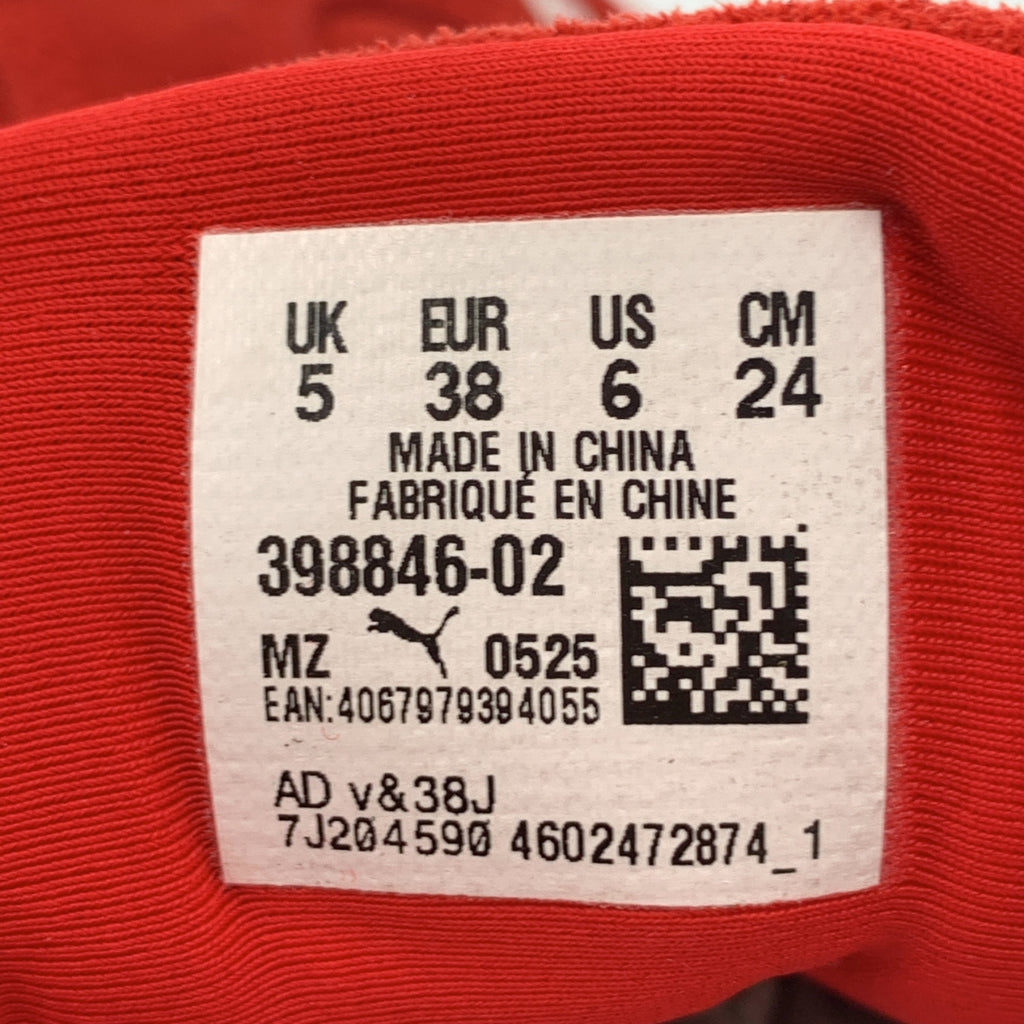 UK EUR US CM
5 38 6 24
MADE IN CHINA
FABRIQUÉ EN CHINE
398846-02
MZ 0525
EAN:4067979394055
AD v&38J
7J204590 4602472874_1